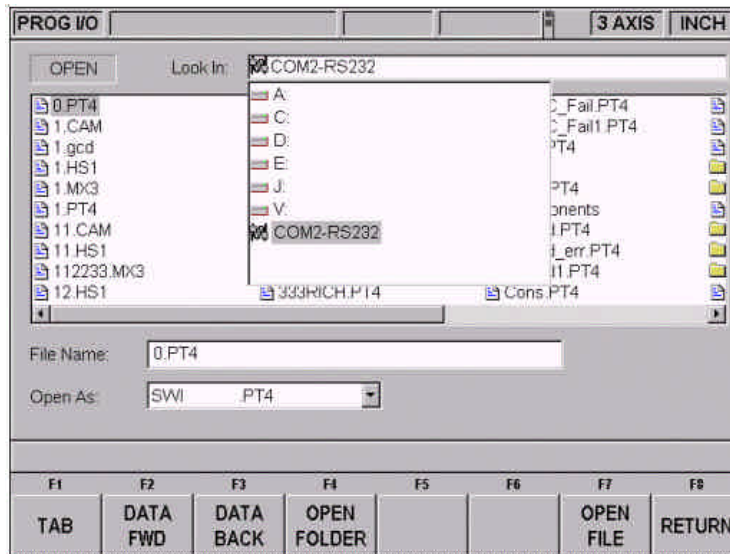 PROG I/O 3 AXIS INCH
OPEN Look In: COM2-RS232
A:
C:
D:
E:
J:
V:
COM2-RS232
0.PT4
1.CAM
1.gcd
1.HS1
1.MX3
1.PT4
11.CAM
11.HS1
112233.MX3
12.HS1
333RICH.PT4
C_Fail.PT4
C_Fail1.PT4
PT4
PT4
onents
.PT4
_err.PT4
1.PT4
Cons.PT4
File Name: 0.PT4
Open As: SWI .PT4
F1 F2 F3 F4 F5 F6 F7 F8
TAB
DATA FWD
DATA BACK
OPEN FOLDER
OPEN FILE
RETURN